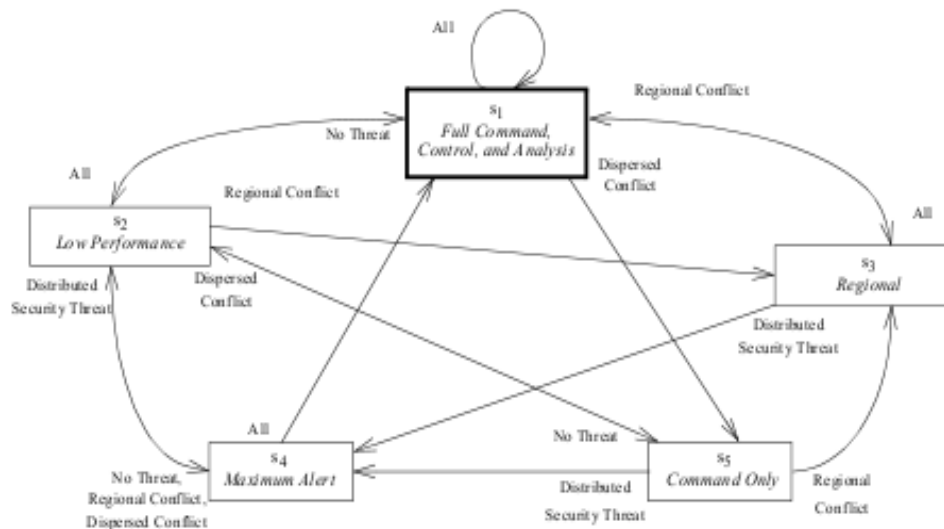 All
All
Regional Conflict
s1
Full Command,
Control, and Analysis
No Threat
Dispersed
Conflict
All
Regional Conflict
All
s2
Low Performance
s3
Regional
Distributed
Security Threat
Dispersed
Conflict
Distributed
Security Threat
All
No Threat
s4
Maximum Alert
s5
Command Only
No Threat,
Regional Conflict,
Dispersed Conflict
Distributed
Security Threat
Regional
Conflict